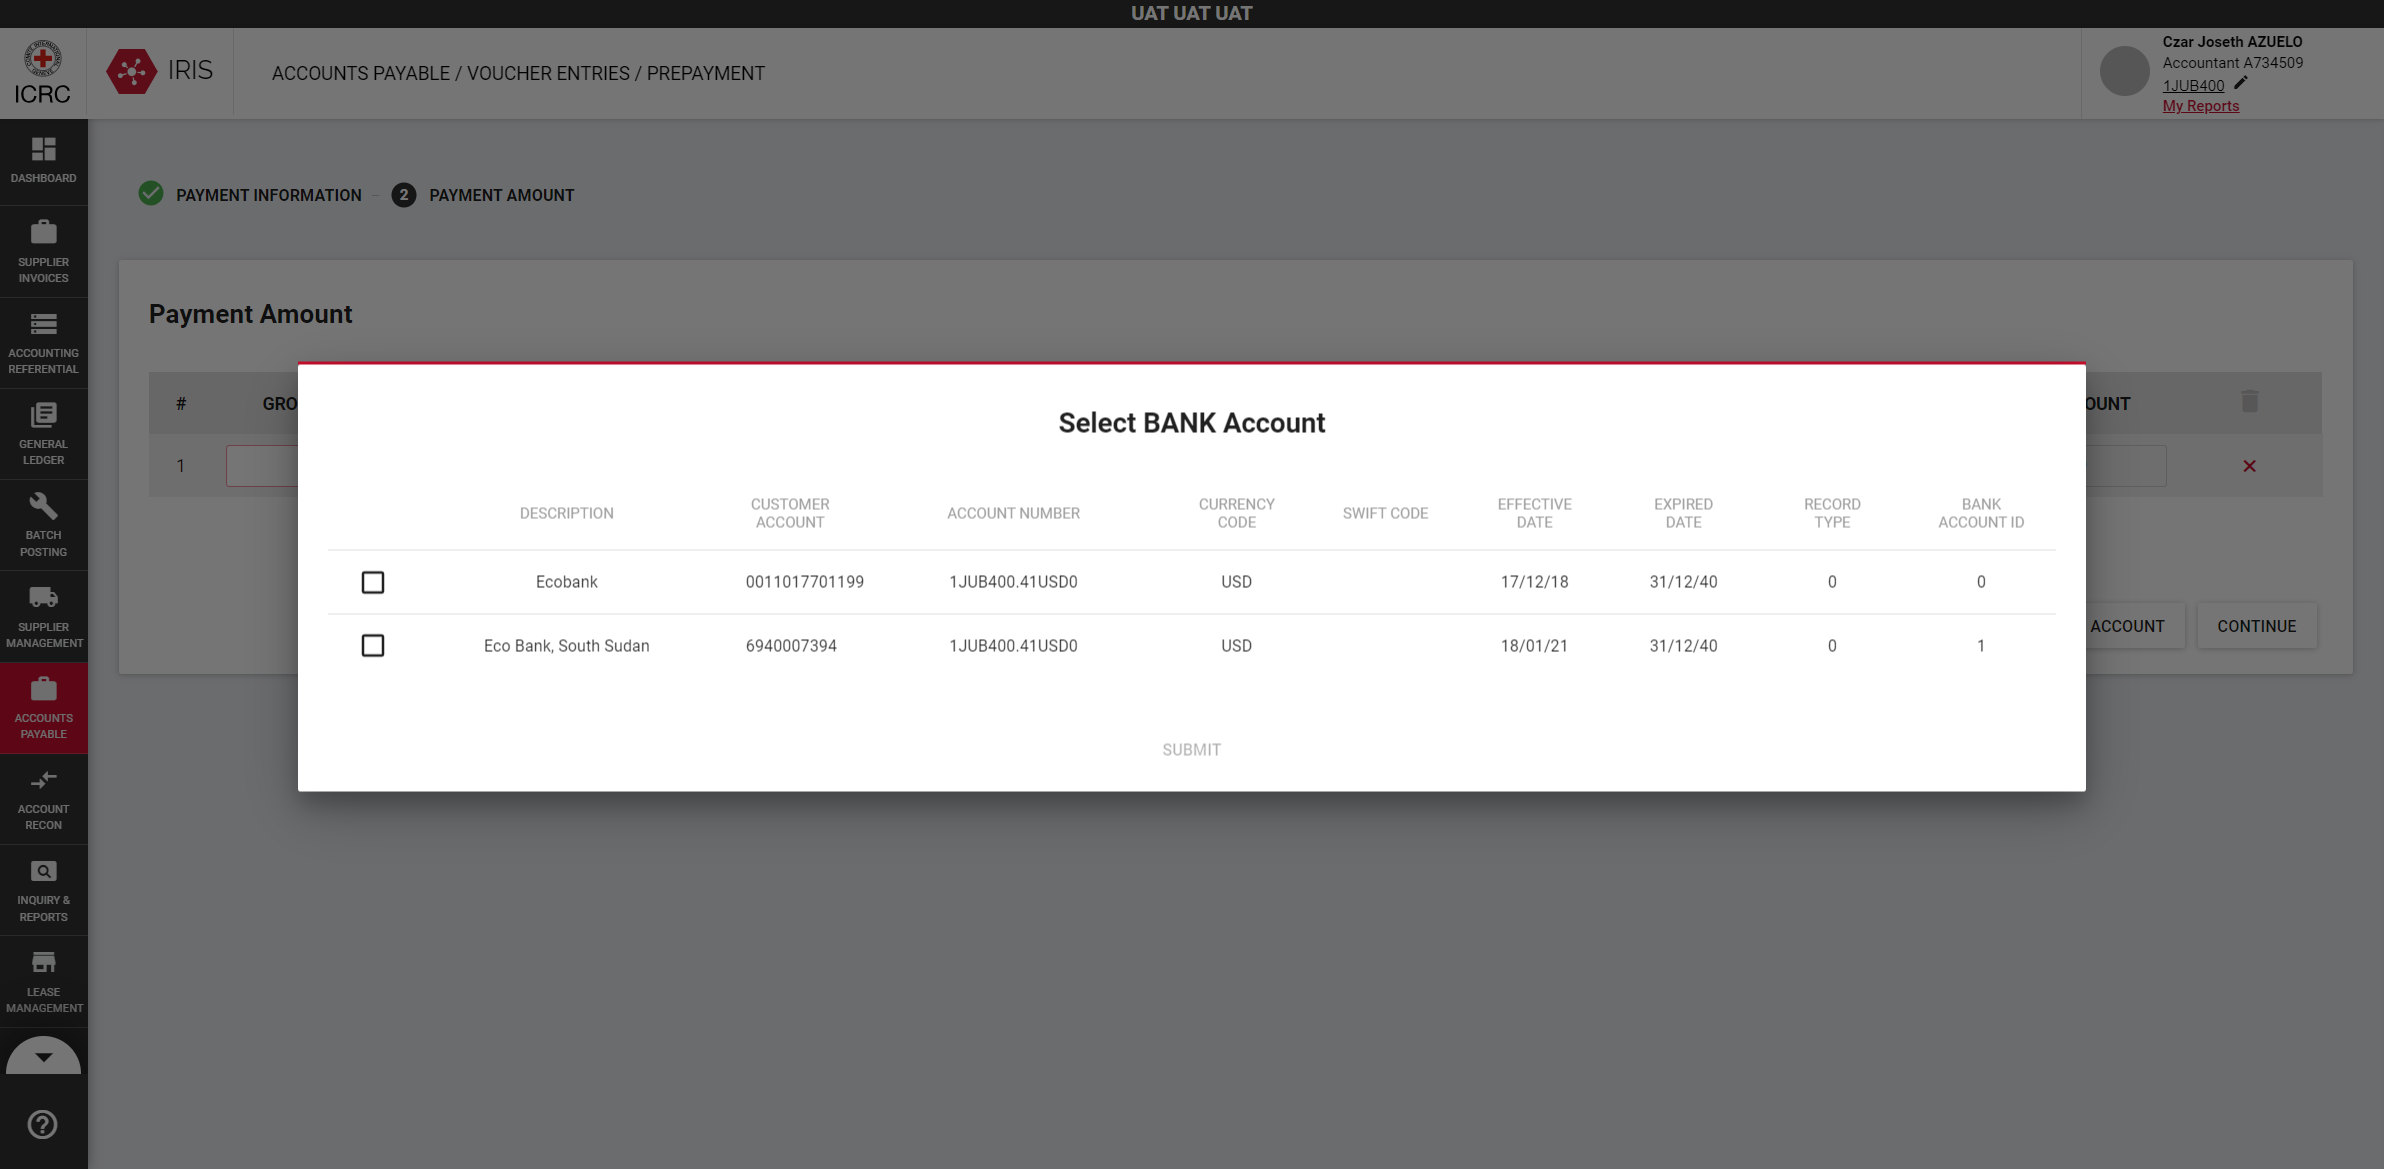 UAT UAT UAT
ICRC
IRIS
ACCOUNTS PAYABLE / VOUCHER ENTRIES / PREPAYMENT
Czar Joseth AZUELO
Accountant A734509
1JUB400
My Reports
DASHBOARD
SUPPLIER
INVOICES
ACCOUNTING
REFERENTIAL
GENERAL
LEDGER
BATCH
POSTING
SUPPLIER
MANAGEMENT
ACCOUNTS
PAYABLE
ACCOUNT
RECON
INQUIRY &
REPORTS
LEASE
MANAGEMENT
PAYMENT INFORMATION - 2 PAYMENT AMOUNT
Payment Amount
# GRO OUNT
1
ACCOUNT CONTINUE
Select BANK Account
DESCRIPTION CUSTOMER ACCOUNT ACCOUNT NUMBER CURRENCY CODE SWIFT CODE EFFECTIVE DATE EXPIRED DATE RECORD TYPE BANK ACCOUNT ID
Ecobank 0011017701199 1JUB400.41USD0 USD 17/12/18 31/12/40 0 0
Eco Bank, South Sudan 6940007394 1JUB400.41USD0 USD 18/01/21 31/12/40 0 1
SUBMIT